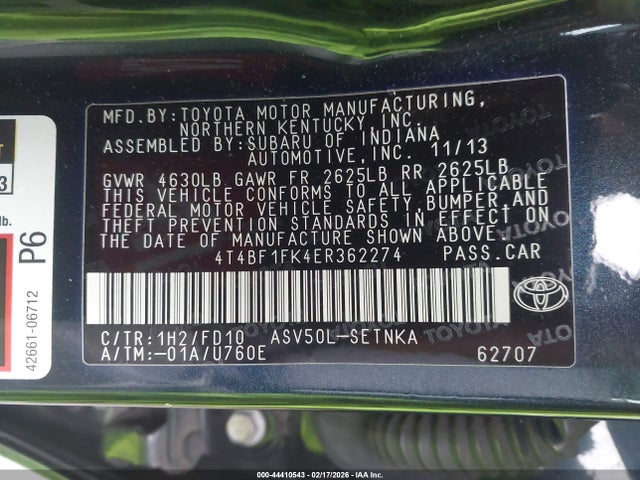 MFD.BY:TOYOTA MOTOR MANUFACTURING,
NORTHERN KENTUCKY,INC.
ASSEMBLED BY:SUBARU OF INDIANA
AUTOMOTIVE,INC. 11/13
GVWR 4630LB GAWR FR 2625LB RR 2625LB
THIS VEHICLE CONFORMS TO ALL APPLICABLE
FEDERAL MOTOR VEHICLE SAFETY,BUMPER,AND
THEFT PREVENTION STANDARDS IN EFFECT ON
THE DATE OF MANUFACTURE SHOWN ABOVE.
4T4BF1FK4ER362274 PASS.CAR
C/TR:1H2/FD10 ASV50L-SETNKA
A/TM:-01A/U760E 62707
TOYOTA
lb.
P6
42661-06712
000-44410543 - 02/17/2026 - IAA Inc.